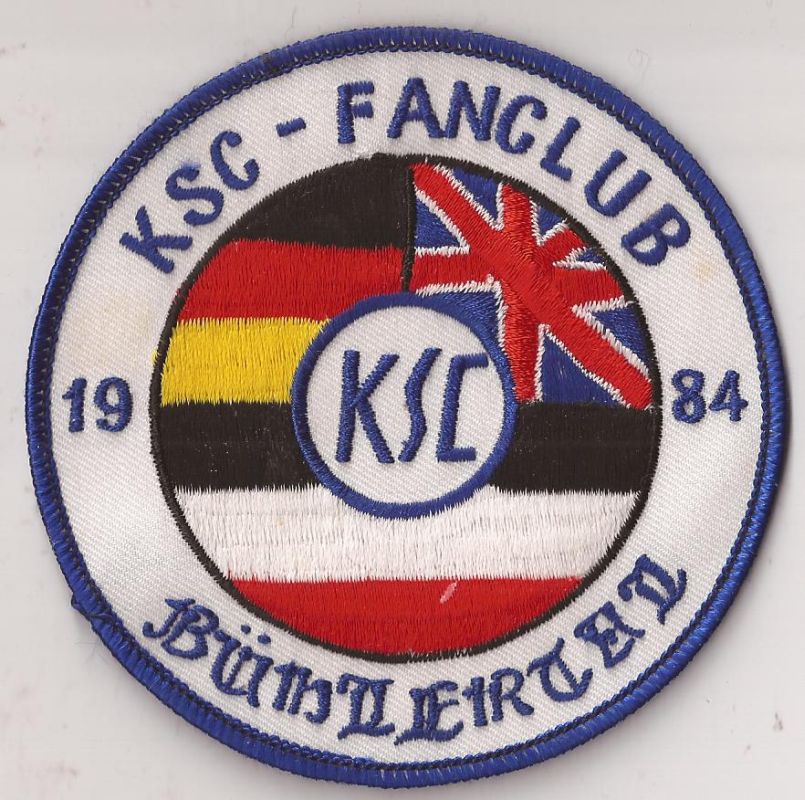 KSC - FANCLUB
19 84
KSC
BÜHLERTAL